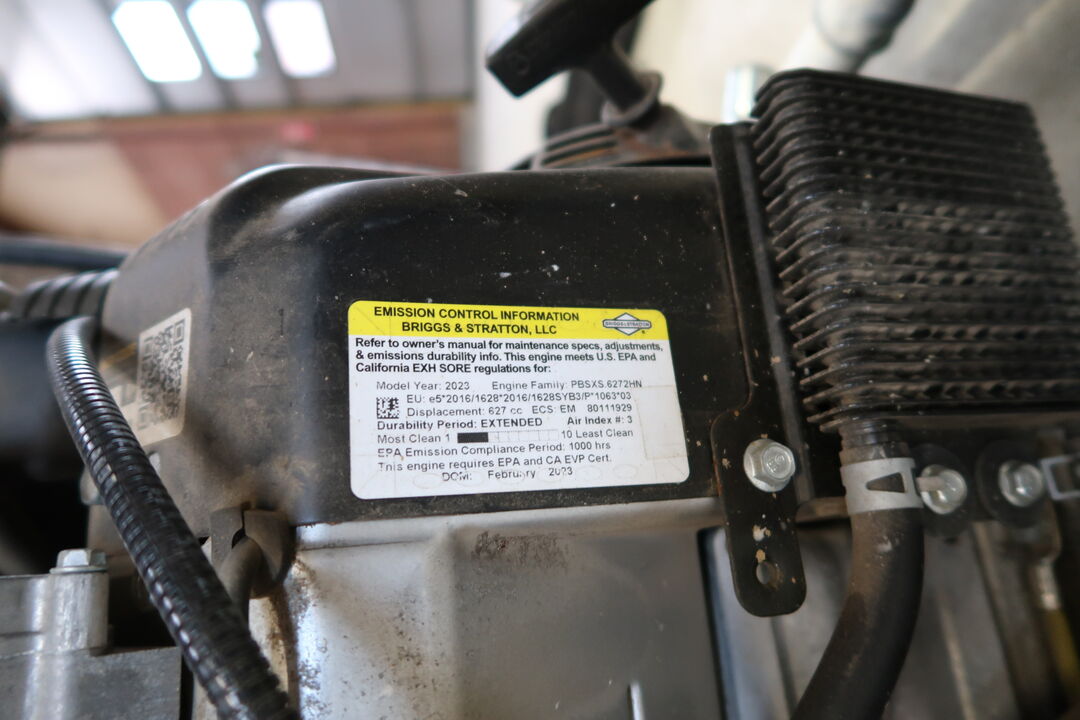 EMISSION CONTROL INFORMATION
BRIGGS & STRATTON, LLC
BRIGGS & STRATTON
Refer to owner's manual for maintenance specs, adjustments,
& emissions durability info. This engine meets U.S. EPA and
California EXH SORE regulations for:
Model Year: 2023 Engine Family: PBSXS.6272HN
EU: e5*2016/1628*2016/1628SYB3/P*1063*03
Displacement: 627 cc ECS: EM 80111929
Durability Period: EXTENDED Air Index #: 3
Most Clean 1 10 Least Clean
EPA Emission Compliance Period: 1000 hrs
This engine requires EPA and CA EVP Cert.
DOM: February 2023